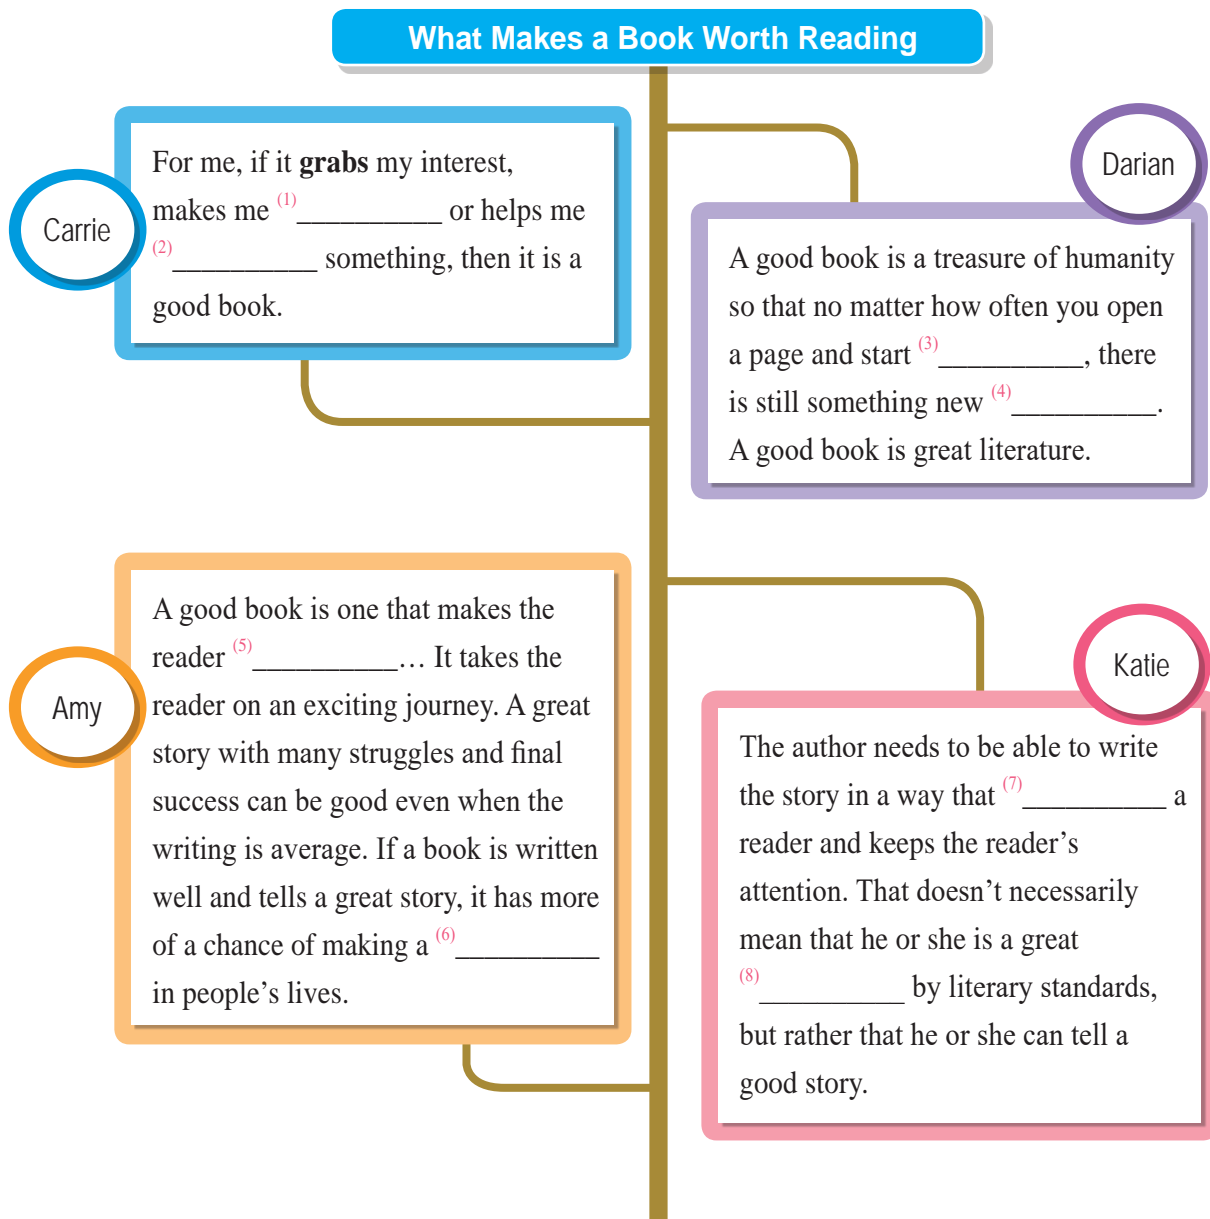 What Makes a Book Worth Reading
Carrie
For me, if it grabs my interest,
makes me (1)__________ or helps me
(2)__________ something, then it is a
good book.
Darian
A good book is a treasure of humanity
so that no matter how often you open
a page and start (3)__________, there
is still something new (4)__________.
A good book is great literature.
Amy
A good book is one that makes the
reader (5)__________… It takes the
reader on an exciting journey. A great
story with many struggles and final
success can be good even when the
writing is average. If a book is written
well and tells a great story, it has more
of a chance of making a (6)__________
in people’s lives.
Katie
The author needs to be able to write
the story in a way that (7)__________ a
reader and keeps the reader’s
attention. That doesn’t necessarily
mean that he or she is a great
(8)__________ by literary standards,
but rather that he or she can tell a
good story.